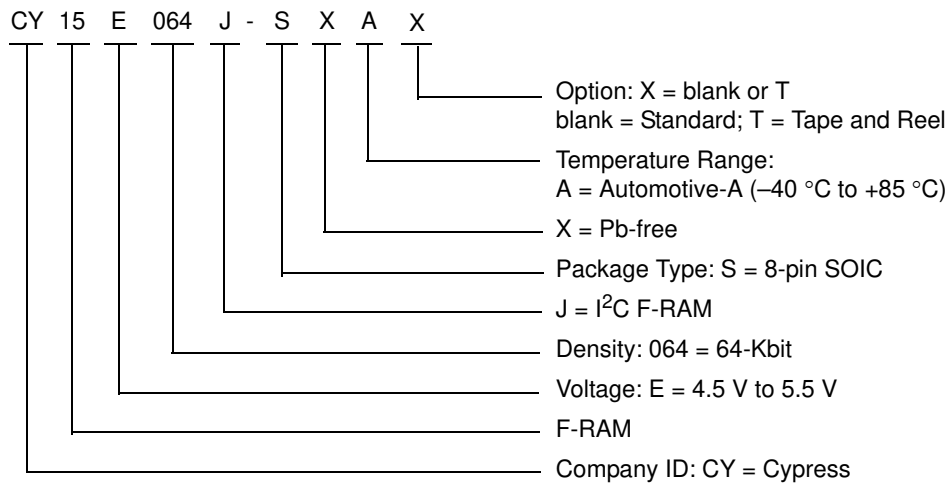 CY 15 E 064 J - S X A X
Option: X = blank or T
blank = Standard; T = Tape and Reel
Temperature Range:
A = Automotive-A (–40 °C to +85 °C)
X = Pb-free
Package Type: S = 8-pin SOIC
J = I²C F-RAM
Density: 064 = 64-Kbit
Voltage: E = 4.5 V to 5.5 V
F-RAM
Company ID: CY = Cypress